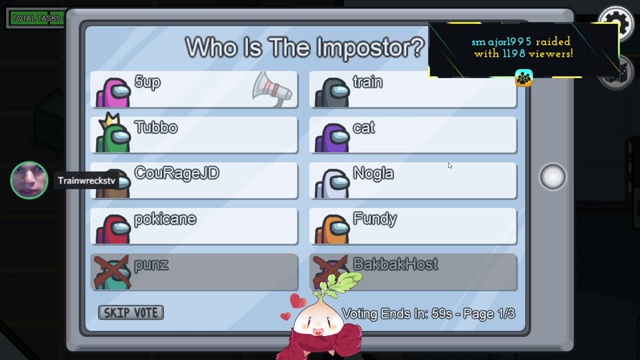 TOTAL TASKS
Who Is The Impostor?
smajor1995 raided
with 1198 viewers!
5up
train
Tubbo
cat
CouRageJD
Nogla
Trainwreckstv
pokicane
Fundy
punz
BakbakHost
SKIP VOTE
Voting Ends In: 59s - Page 1/3